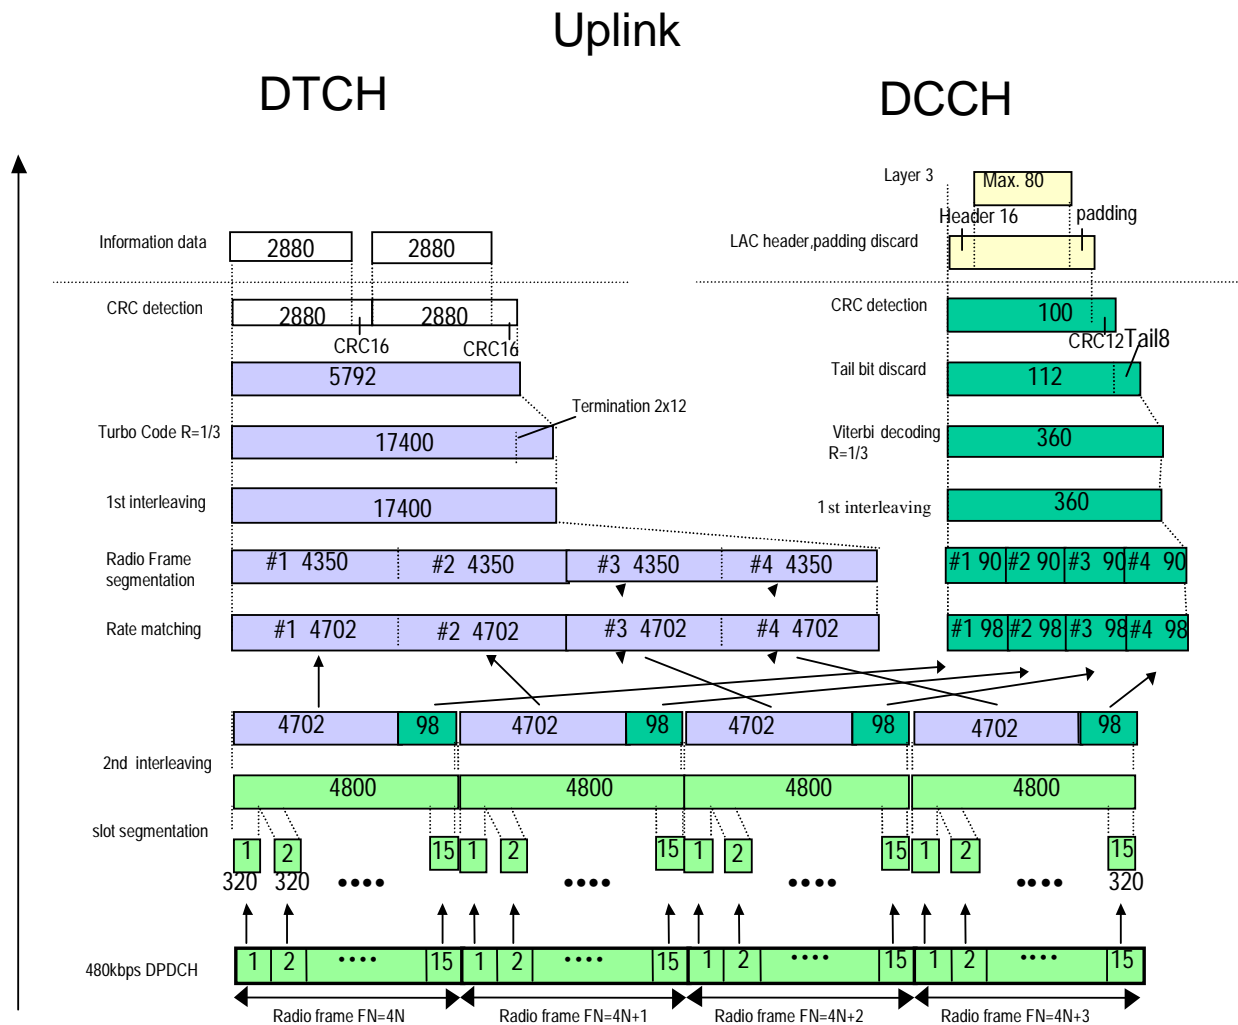 Uplink
DTCH
DCCH
Layer 3
Max. 80
Header 16
padding
Information data
2880
2880
LAC header,padding discard
CRC detection
2880
2880
CRC16
CRC16
CRC detection
100
CRC12
Tail8
5792
Tail bit discard
112
Termination 2x12
Turbo Code R=1/3
17400
Viterbi decoding
R=1/3
360
1st interleaving
17400
1st interleaving
360
Radio Frame
segmentation
#1 4350
#2 4350
#3 4350
#4 4350
#1 90
#2 90
#3 90
#4 90
Rate matching
#1 4702
#2 4702
#3 4702
#4 4702
#1 98
#2 98
#3 98
#4 98
4702
98
4702
98
4702
98
4702
98
2nd interleaving
4800
4800
4800
4800
slot segmentation
1
2
15
1
2
15
1
2
15
1
2
15
320
320
••••
••••
••••
••••
320
480kbps DPDCH
1
2
••••
15
1
2
••••
15
1
2
••••
15
1
2
••••
15
Radio frame FN=4N
Radio frame FN=4N+1
Radio frame FN=4N+2
Radio frame FN=4N+3